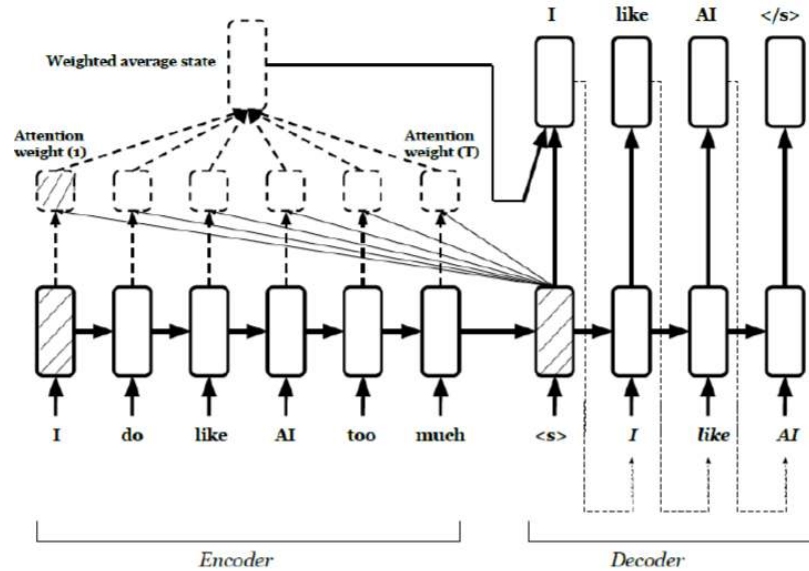 I like AI </s>
Weighted average state
Attention weight (1)
Attention weight (T)
I do like AI too much <s> I like AI
Encoder Decoder